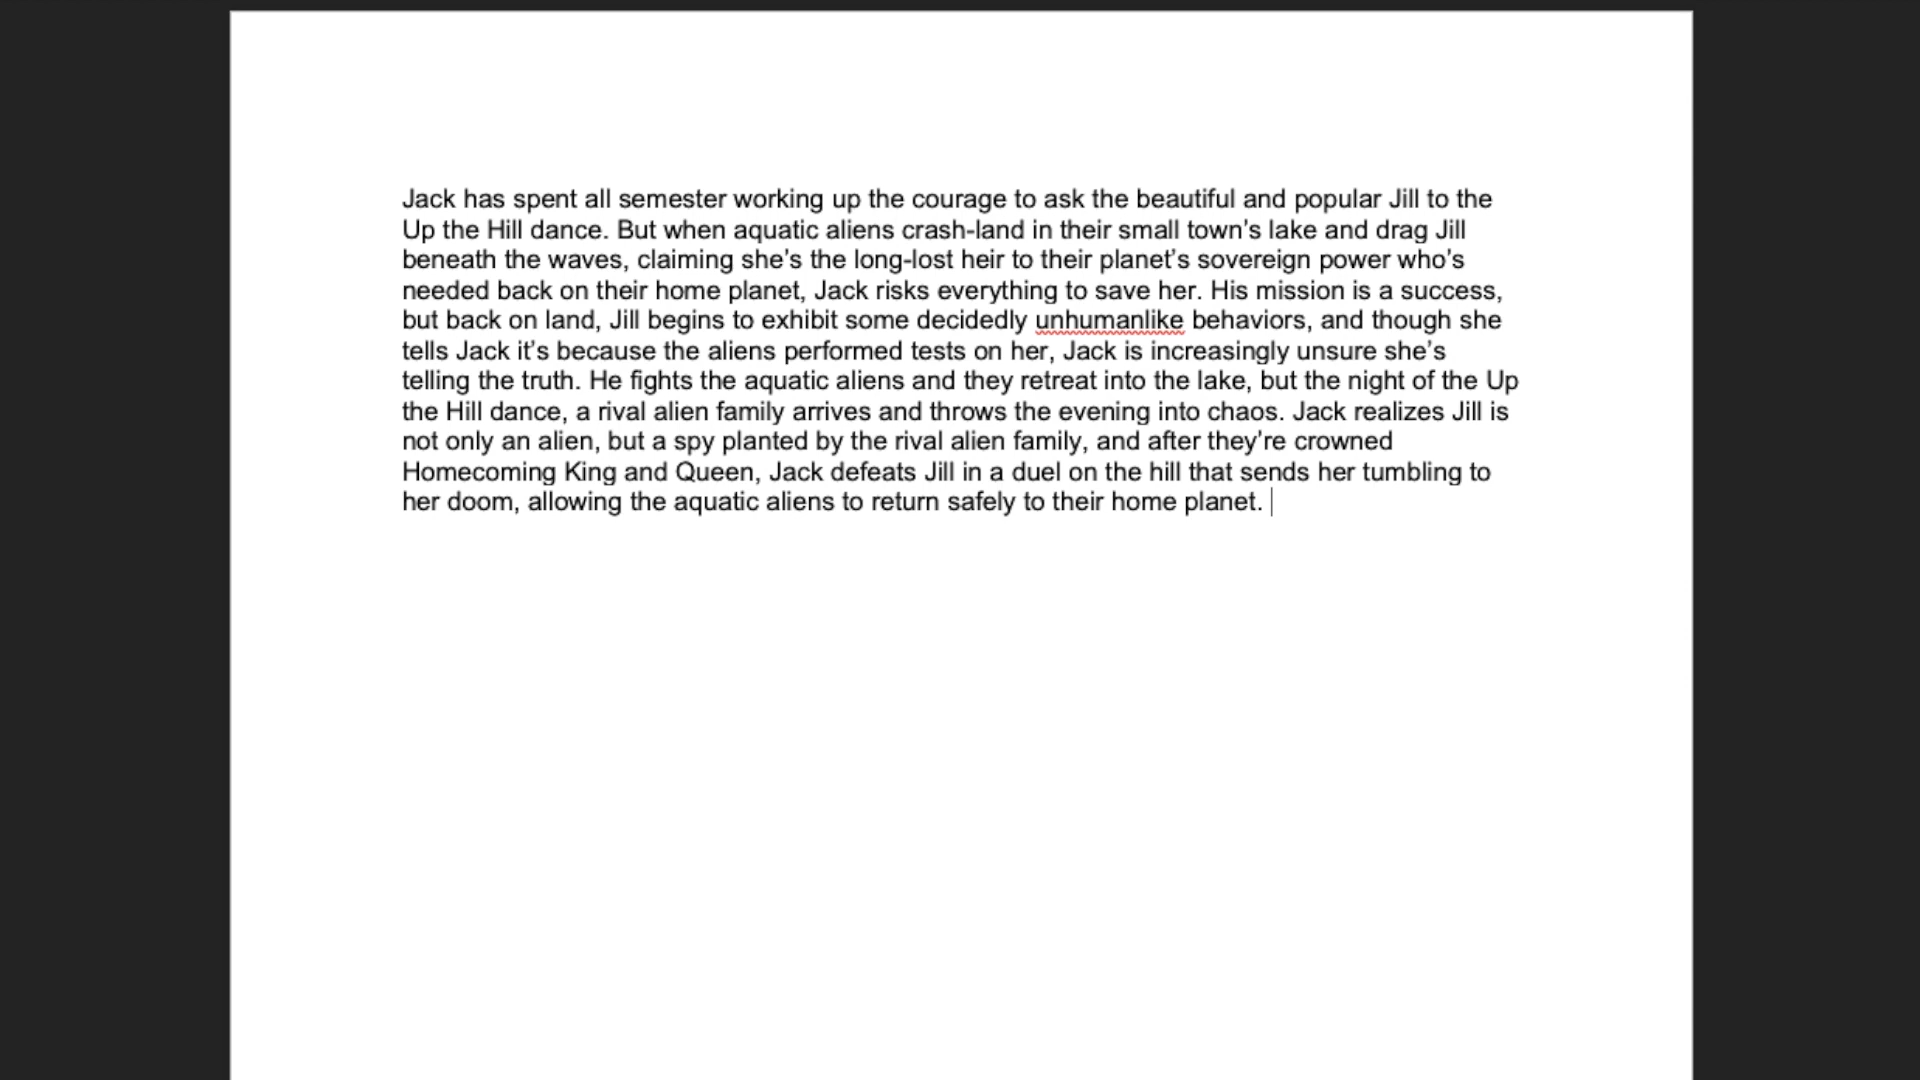 Jack has spent all semester working up the courage to ask the beautiful and popular Jill to the
Up the Hill dance. But when aquatic aliens crash-land in their small town’s lake and drag Jill
beneath the waves, claiming she’s the long-lost heir to their planet’s sovereign power who’s
needed back on their home planet, Jack risks everything to save her. His mission is a success,
but back on land, Jill begins to exhibit some decidedly unhumanlike behaviors, and though she
tells Jack it’s because the aliens performed tests on her, Jack is increasingly unsure she’s
telling the truth. He fights the aquatic aliens and they retreat into the lake, but the night of the Up
the Hill dance, a rival alien family arrives and throws the evening into chaos. Jack realizes Jill is
not only an alien, but a spy planted by the rival alien family, and after they’re crowned
Homecoming King and Queen, Jack defeats Jill in a duel on the hill that sends her tumbling to
her doom, allowing the aquatic aliens to return safely to their home planet.